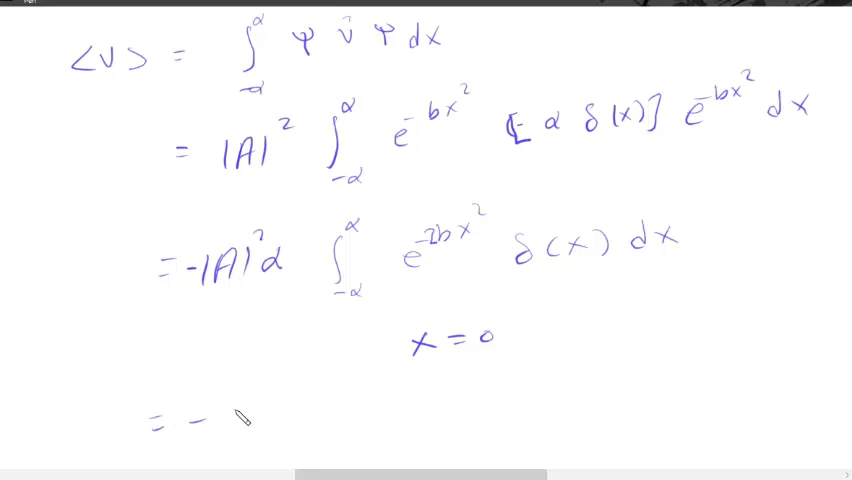 <V> = ∫_{-α}^{α} ψ v̂ ψ dx
= |A|² ∫_{-α}^{α} e^{-bx²} [-α δ(x)] e^{-bx²} dx
= -|A|²α ∫_{-α}^{α} e^{-2bx²} δ(x) dx
x = 0
= -